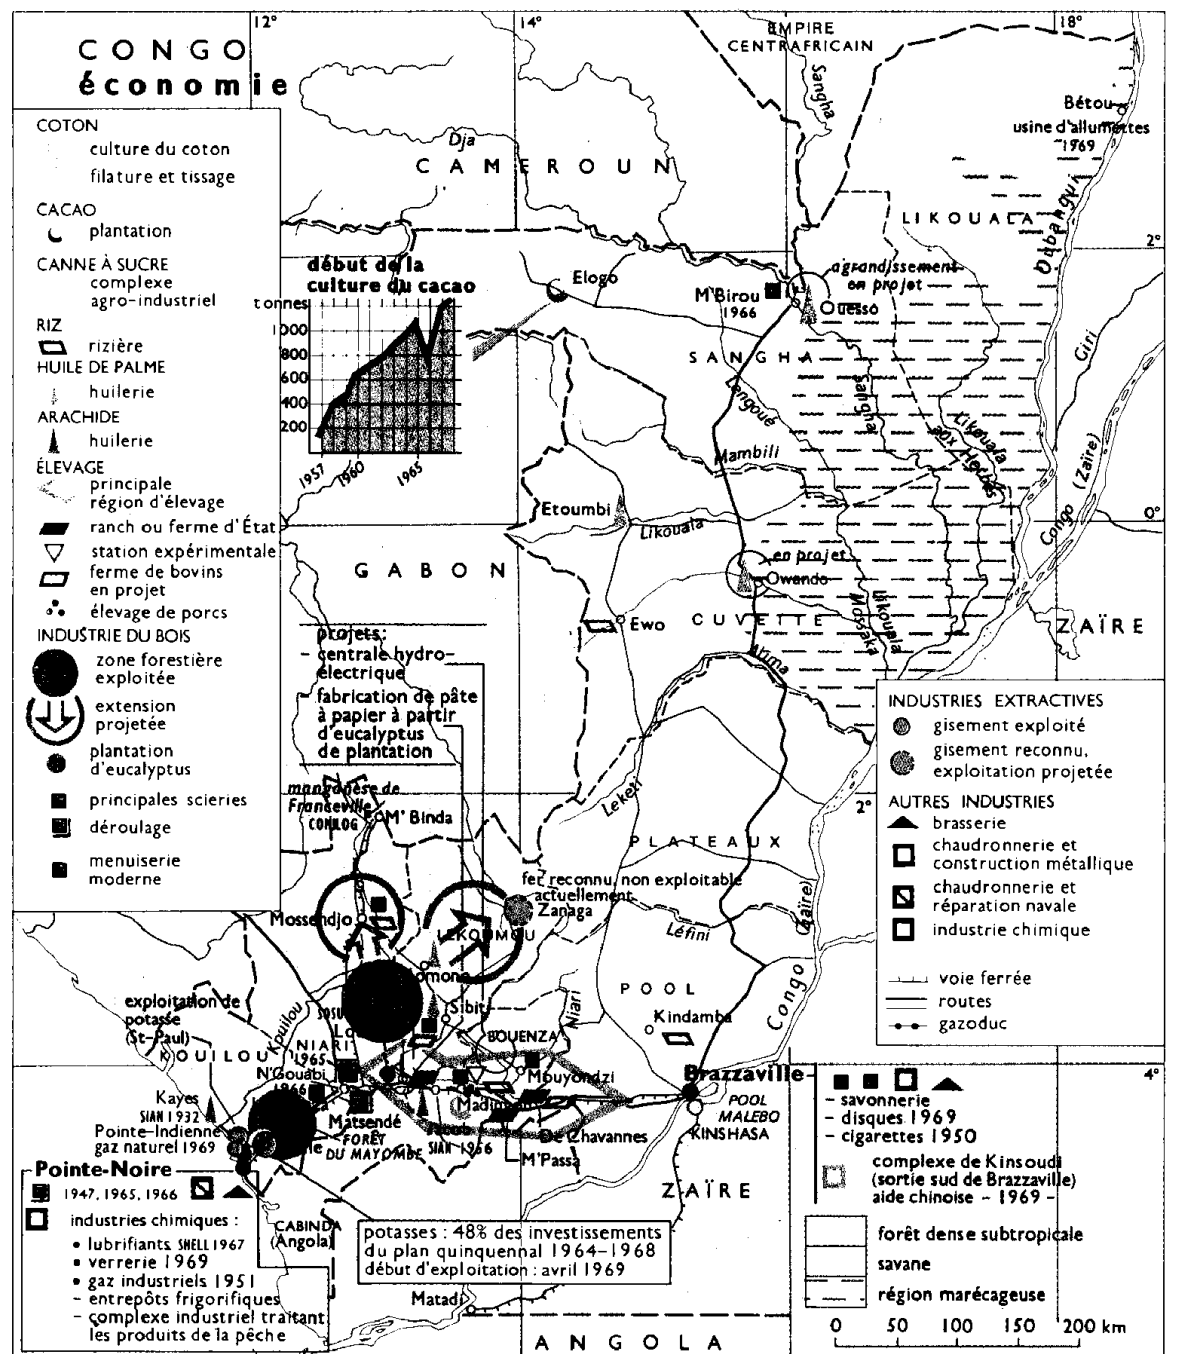 12°
14°
18°
CONGO
économie
EMPIRE
CENTRAFRICAIN
Sangha
Bétou
usine d'allumettes
1969
COTON
culture du coton
filature et tissage
CACAO
plantation
CANNE À SUCRE
complexe
agro-industriel
RIZ
rizière
HUILE DE PALME
huilerie
ARACHIDE
huilerie
ÉLEVAGE
principale
région d'élevage
ranch ou ferme d'État
station expérimentale
ferme de bovins
en projet
élevage de porcs
INDUSTRIE DU BOIS
zone forestière
exploitée
extension
projetée
plantation
d'eucalyptus
principales scieries
déroulage
menuiserie
moderne
Dja
CAMEROUN
LIKOUALA
Oubangui
2°
début de la
culture du cacao
tonnes
1000
800
600
400
200
1957
1960
1965
Elogo
M'Birou
1966
agrandissement
en projet
Ouesso
SANGHA
Lengoué
Sangha
Giri
Likouala
aux Herbes
Mambili
Congo (Zaïre)
Etoumbi
Likouala
0°
GABON
en projet
Owando
Ewo
CUVETTE
Likouala
Mossaka
ZAÏRE
projets:
- centrale hydro-
électrique
- fabrication de pâte
à papier à partir
d'eucalyptus
de plantation
Alima
INDUSTRIES EXTRACTIVES
gisement exploité
gisement reconnu,
exploitation projetée
AUTRES INDUSTRIES
brasserie
chaudronnerie et
construction métallique
chaudronnerie et
réparation navale
industrie chimique
voie ferrée
routes
gazoduc
manganèse de
Franceville
COMILOG
M'Binda
Leketi
2°
PLATEAUX
fer reconnu, non exploitable
actuellement
Zanaga
Mossendjo
LÉKOUMOU
Léfini
(Zaïre)
Congo
Sibiti
POOL
Kindamba
Niari
exploitation de
potasse
(St-Paul)
Kouilou
KOUILOU
NIARI
1965
N'Gouabi
1966
BOUENZA
Mouyondzi
Brazzaville
4°
Kayes
SIAN 1932
Pointe-Indienne
gaz naturel 1969
Matsendé
FORÊT
DU MAYOMBE
Jacob
SIAN 1956
De Chavannes
M'Passa
POOL
MALEBO
KINSHASA
- savonnerie
- disques 1969
- cigarettes 1950
complexe de Kinsoudi
(sortie sud de Brazzaville)
aide chinoise - 1969 -
Pointe-Noire
1947, 1965, 1966
industries chimiques :
• lubrifiants SHELL 1967
• verrerie 1969
• gaz industriels 1951
- entrepôts frigorifiques
- complexe industriel traitant
les produits de la pêche
CABINDA
(Angola)
ZAÏRE
potasses : 48% des investissements
du plan quinquennal 1964-1968
début d'exploitation : avril 1969
Matadi
ANGOLA
forêt dense subtropicale
savane
région marécageuse
0 50 100 150 200 km